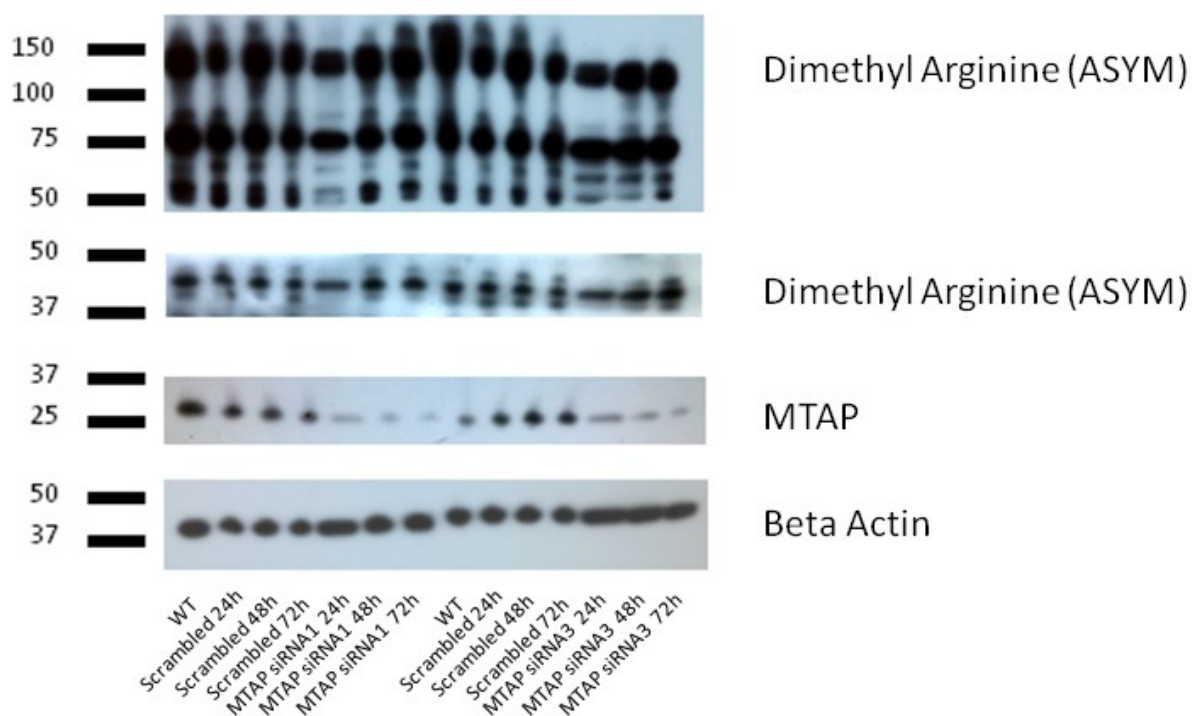 150
100
75
50
Dimethyl Arginine (ASYM)
50
37
Dimethyl Arginine (ASYM)
37
25
MTAP
50
37
Beta Actin
WT
Scrambled 24h
Scrambled 48h
Scrambled 72h
MTAP siRNA1 24h
MTAP siRNA1 48h
MTAP siRNA1 72h
WT
Scrambled 24h
Scrambled 48h
Scrambled 72h
MTAP siRNA3 24h
MTAP siRNA3 48h
MTAP siRNA3 72h